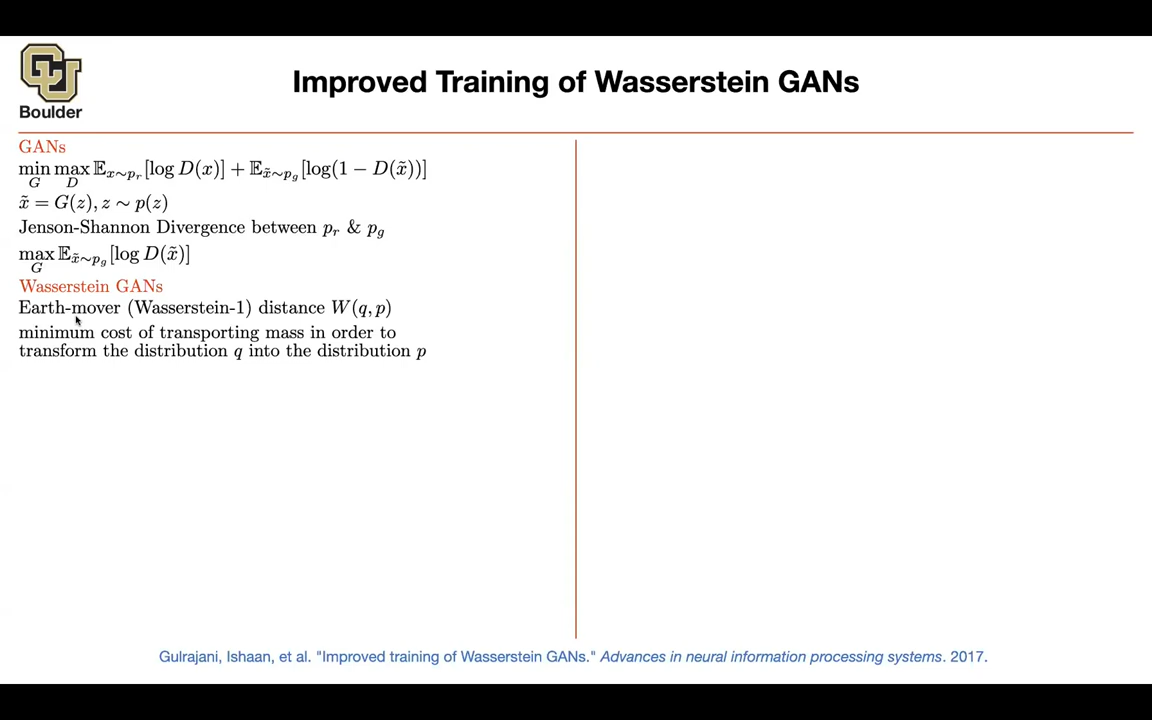 Boulder
Improved Training of Wasserstein GANs
GANs
min_G max_D 𝔼_{x∼p_r}[log D(x)] + 𝔼_{x̃∼p_g}[log(1 − D(x̃))]
x̃ = G(z), z ∼ p(z)
Jenson-Shannon Divergence between p_r & p_g
max_G 𝔼_{x̃∼p_g}[log D(x̃)]
Wasserstein GANs
Earth-mover (Wasserstein-1) distance W(q, p)
minimum cost of transporting mass in order to
transform the distribution q into the distribution p
Gulrajani, Ishaan, et al. "Improved training of Wasserstein GANs." Advances in neural information processing systems. 2017.